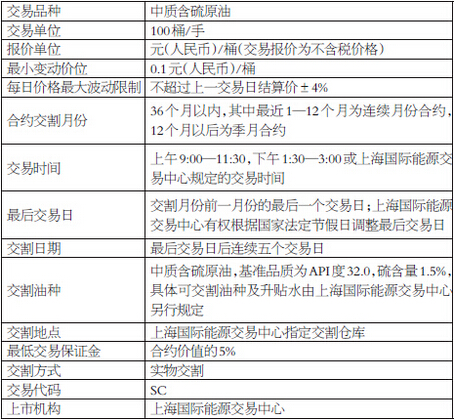 交易品种 中质含硫原油
交易单位 100桶/手
报价单位 元(人民币)/桶(交易报价为不含税价格)
最小变动价位 0.1元(人民币)/桶
每日价格最大波动限制 不超过上一交易日结算价±4%
合约交割月份 36个月以内,其中最近1—12个月为连续月份合约,
12个月以后为季月合约
交易时间 上午9:00—11:30,下午1:30—3:00或上海国际能源交
易中心规定的交易时间
最后交易日 交割月份前一月份的最后一个交易日;上海国际能源
交易中心有权根据国家法定节假日调整最后交易日
交割日期 最后交易日后连续五个交易日
交割油种 中质含硫原油,基准品质为API度32.0,硫含量1.5%,
具体可交割油种及升贴水由上海国际能源交易中心
另行规定
交割地点 上海国际能源交易中心指定交割仓库
最低交易保证金 合约价值的5%
交割方式 实物交割
交易代码 SC
上市机构 上海国际能源交易中心